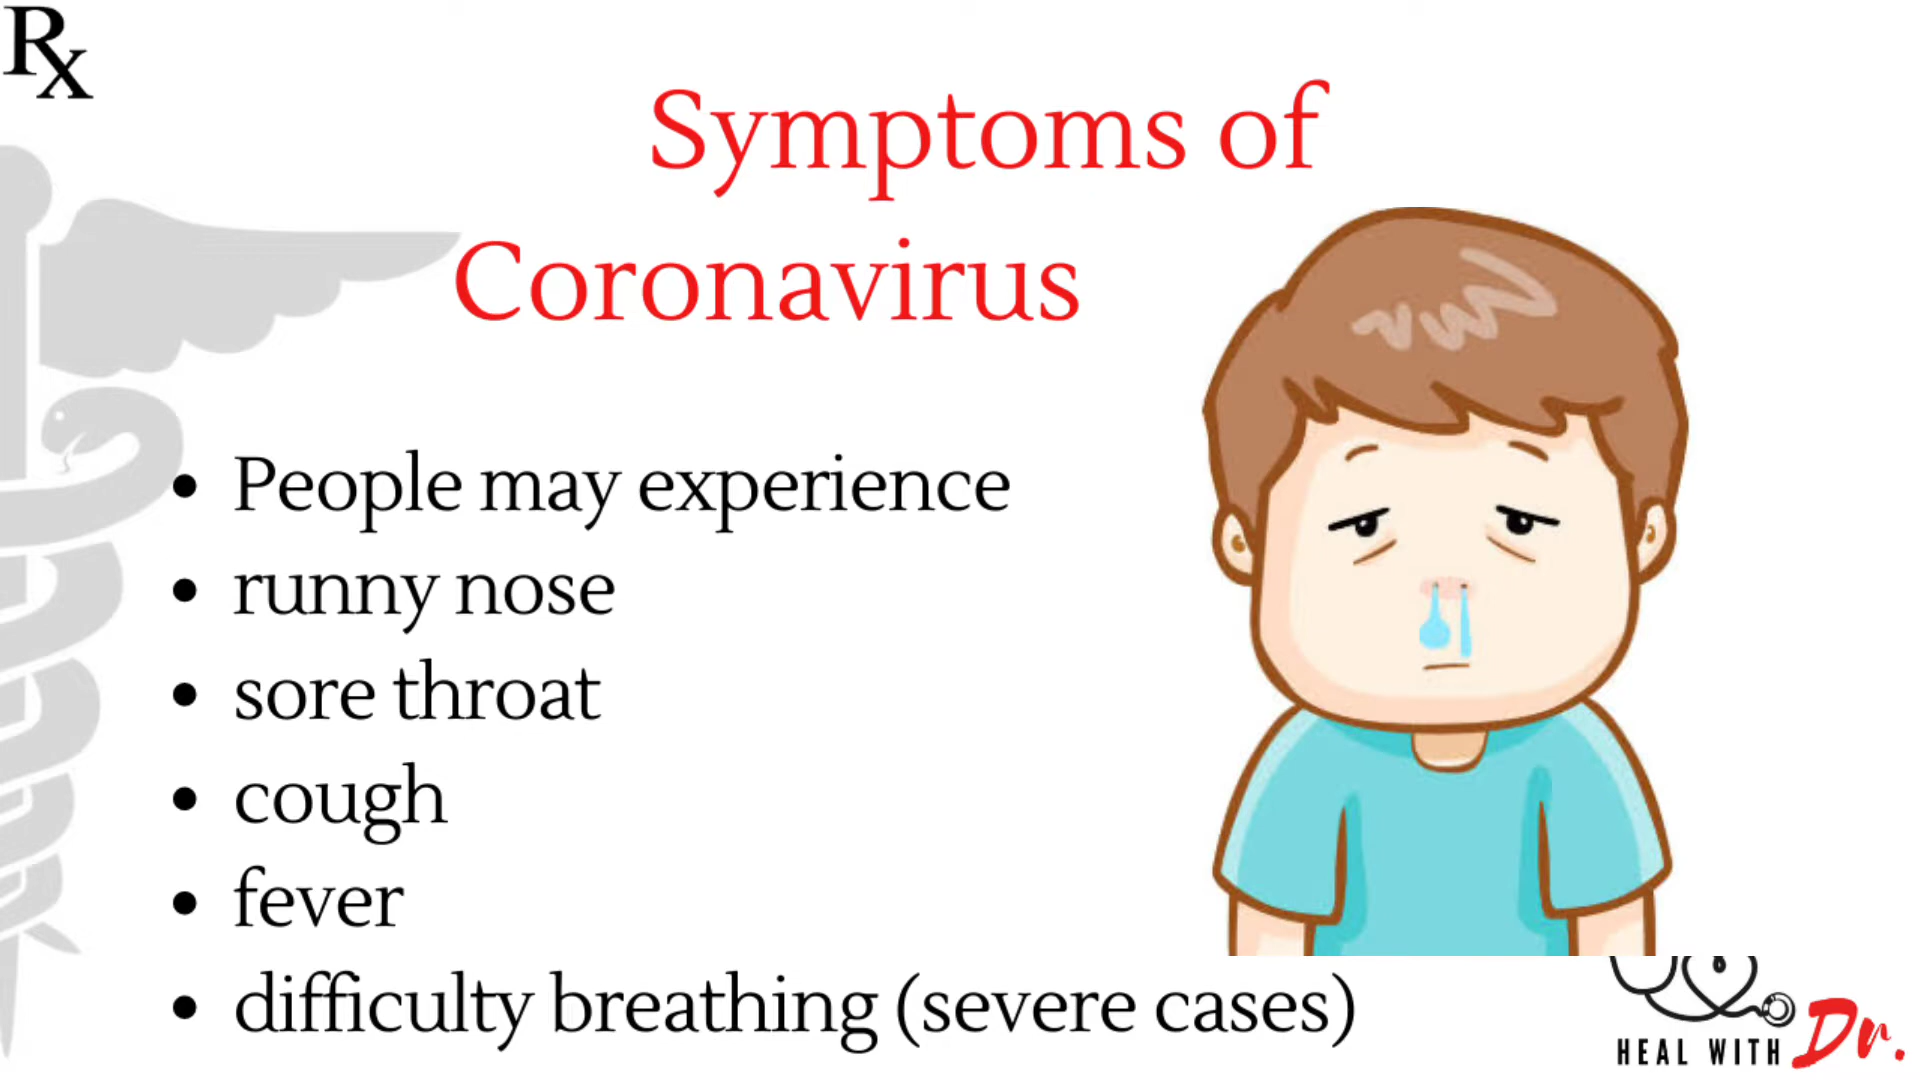 Rx
Symptoms of
Coronavirus
• People may experience
• runny nose
• sore throat
• cough
• fever
• difficulty breathing (severe cases)
HEAL WITH Dr.